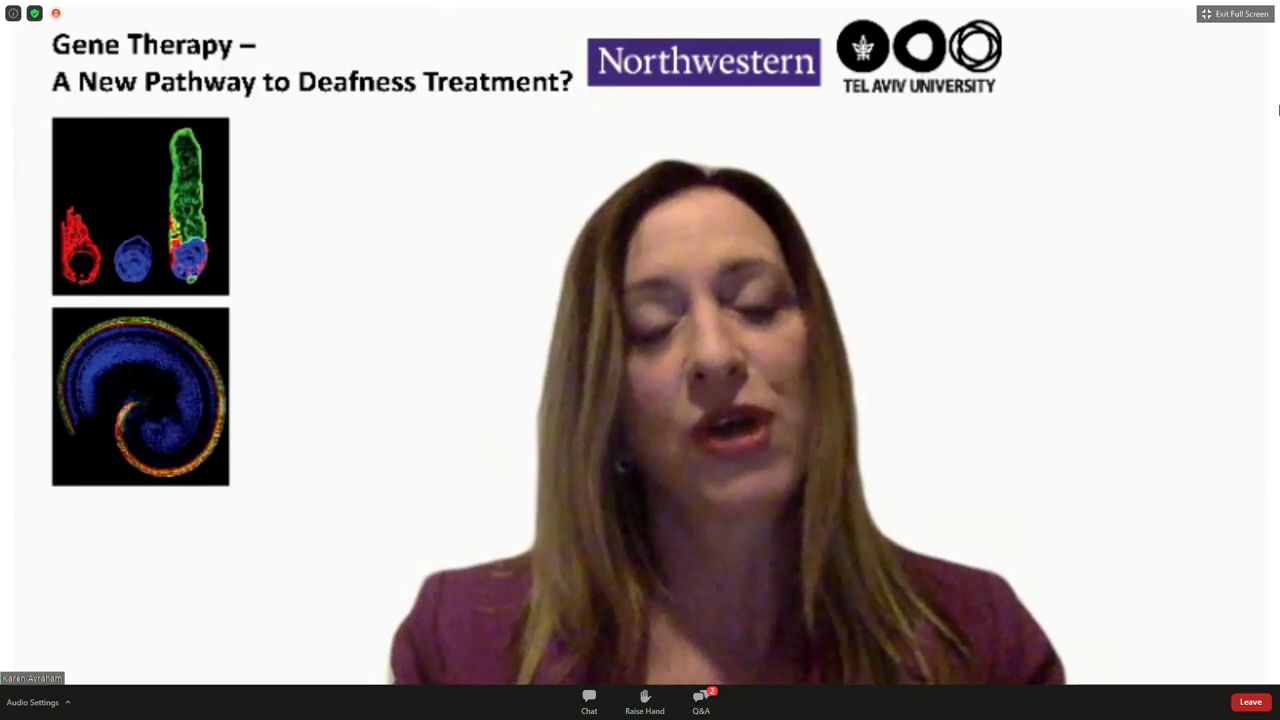 Exit Full Screen
Gene Therapy –
A New Pathway to Deafness Treatment?
Northwestern
TEL AVIV UNIVERSITY
Karen Avraham
Audio Settings
Chat
Raise Hand
2
Q&A
Leave